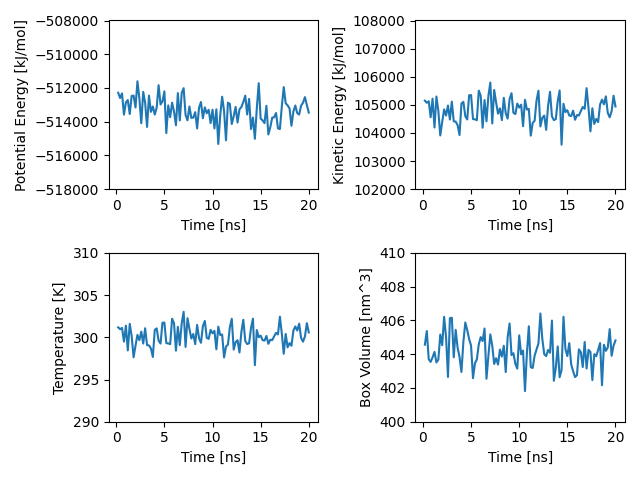 Potential Energy [kJ/mol]
−508000
−510000
−512000
−514000
−516000
−518000
0 5 10 15 20
Time [ns]
Kinetic Energy [kJ/mol]
108000
107000
106000
105000
104000
103000
102000
0 5 10 15 20
Time [ns]
Temperature [K]
310
305
300
295
290
0 5 10 15 20
Time [ns]
Box Volume [nm^3]
410
408
406
404
402
400
0 5 10 15 20
Time [ns]